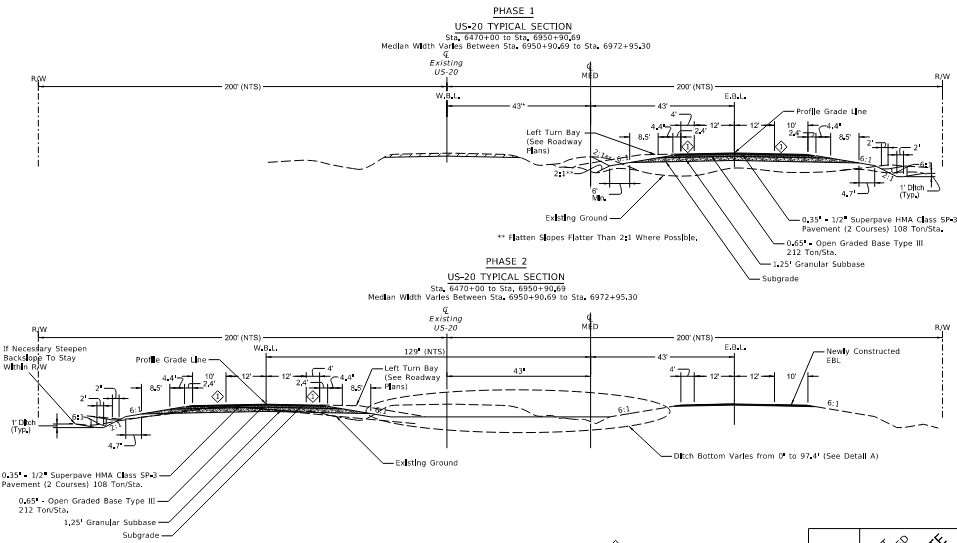 PHASE 1
US-20 TYPICAL SECTION
Sta. 6470+00 to Sta. 6950+90.69
Median Width Varies Between Sta. 6950+90.69 to Sta. 6972+95.30
℄
Existing
US-20
℄
MED
R/W
R/W
200' (NTS)
200' (NTS)
W.B.L.
E.B.L.
43'*
43'
Profile Grade Line
4'
Left Turn Bay
(See Roadway
Plans)
8.5'
4.4'
2.4'
12'
12'
10'
2.4'
4.4'
8.5'
1
1
2'
2'
2:1**
6:1
6:1
6:1
2:1
2:1**
6'
Min.
4.7'
1' Ditch
(Typ.)
Existing Ground
0.35' - 1/2" Superpave HMA Class SP-3
Pavement (2 Courses) 108 Ton/Sta.
** Flatten Slopes Flatter Than 2:1 Where Possible.
0.65' - Open Graded Base Type III
212 Ton/Sta.
1.25' Granular Subbase
Subgrade
PHASE 2
US-20 TYPICAL SECTION
Sta. 6470+00 to Sta. 6950+90.69
Median Width Varies Between Sta. 6950+90.69 to Sta. 6972+95.30
℄
Existing
US-20
℄
MED
R/W
R/W
200' (NTS)
200' (NTS)
If Necessary Steepen
Backslope To Stay
Within R/W
Profile Grade Line
W.B.L.
E.B.L.
129' (NTS)
43'
43'
Newly Constructed
EBL
Left Turn Bay
(See Roadway
Plans)
2'
2'
8.5'
4.4'
2.4'
10'
12'
12'
2.4'
4'
4.4'
8.5'
1
1
4'
12'
12'
10'
6:1
2:1
6:1
6:1
6:1
6:1
1' Ditch
(Typ.)
4.7'
0.35' - 1/2" Superpave HMA Class SP-3
Pavement (2 Courses) 108 Ton/Sta.
Existing Ground
Ditch Bottom Varies from 0' to 97.4' (See Detail A)
0.65' - Open Graded Base Type III
212 Ton/Sta.
1.25' Granular Subbase
Subgrade